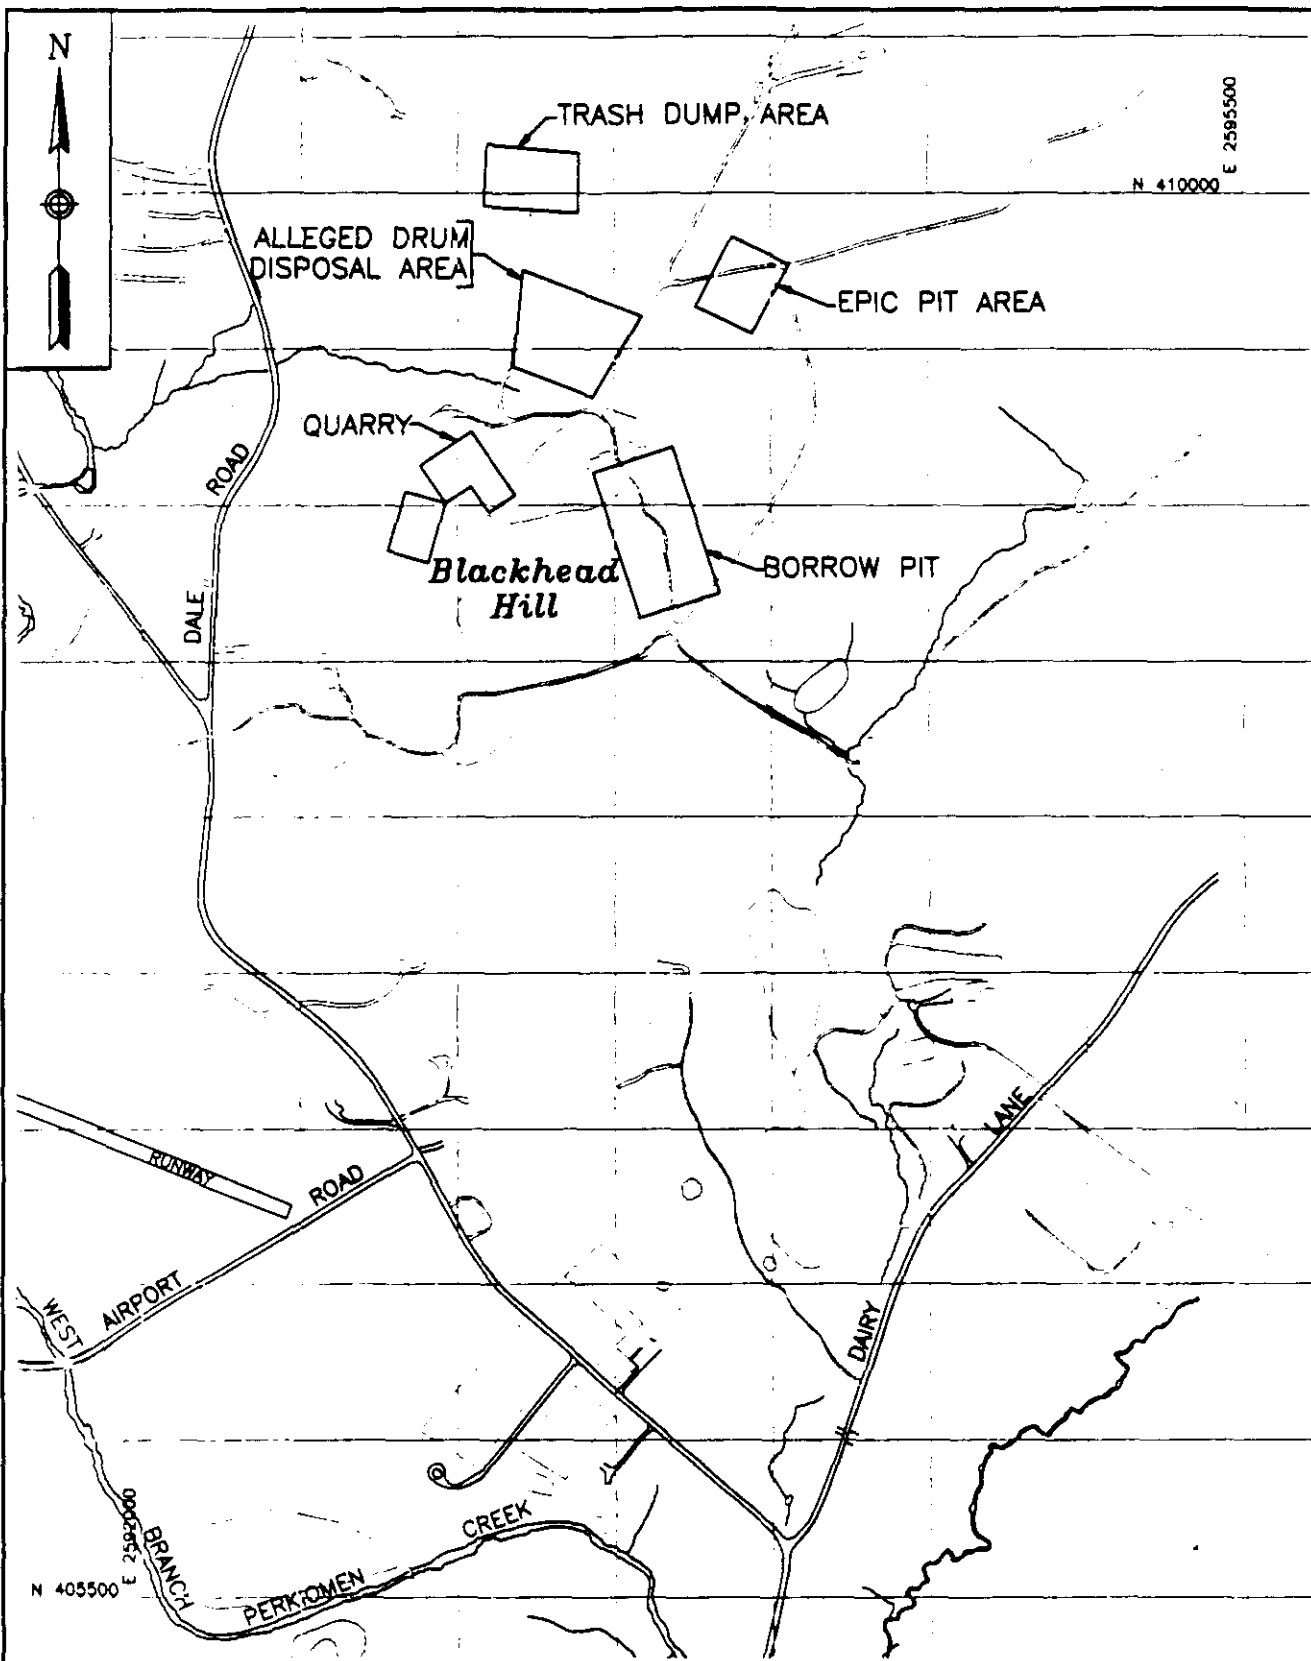 N
TRASH DUMP AREA
E 2595500
N 410000
ALLEGED DRUM
DISPOSAL AREA
EPIC PIT AREA
QUARRY
DALE ROAD
Blackhead
Hill
BORROW PIT
DAIRY LANE
RUNWAY
AIRPORT ROAD
WEST BRANCH PERKIOMEN CREEK
E 2592000
N 405500